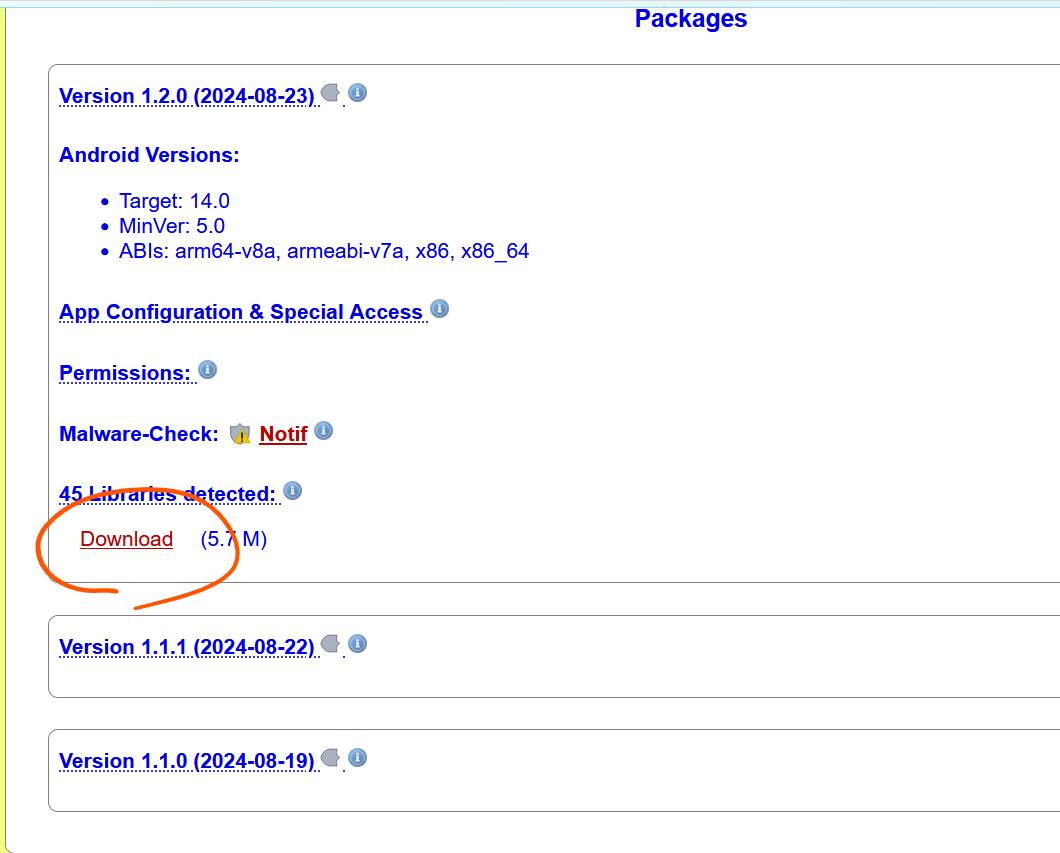 Packages
Version 1.2.0 (2024-08-23)
Android Versions:
Target: 14.0
MinVer: 5.0
ABIs: arm64-v8a, armeabi-v7a, x86, x86_64
App Configuration & Special Access
Permissions:
Malware-Check: Notif
45 Libraries detected:
Download (5.7 M)
Version 1.1.1 (2024-08-22)
Version 1.1.0 (2024-08-19)